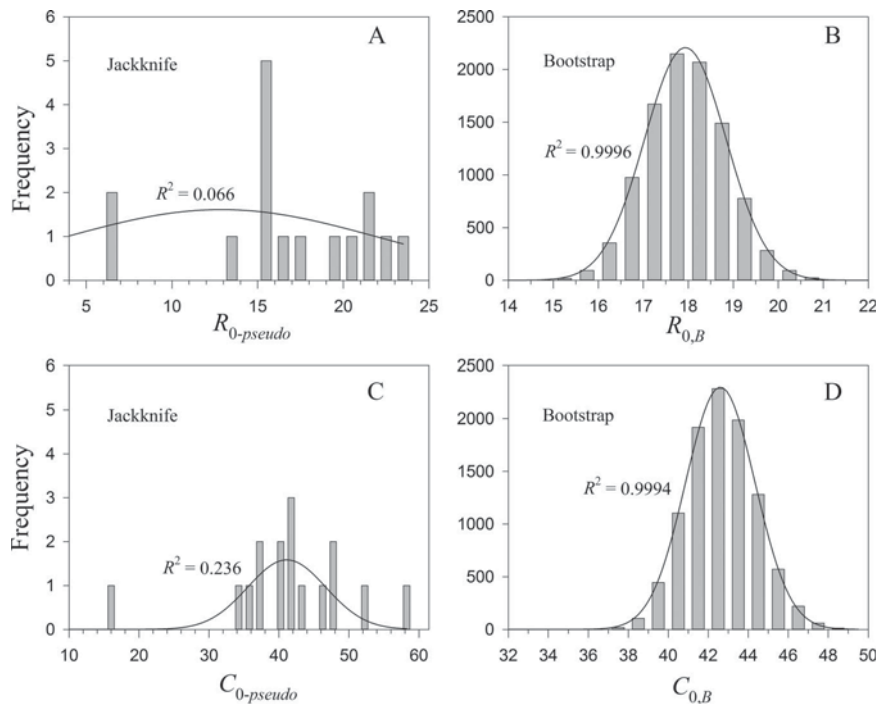 A
Jackknife
R² = 0.066
Frequency
6
5
4
3
2
1
0
5 10 15 20 25
R₀₋pseudo
B
Bootstrap
R² = 0.9996
2500
2000
1500
1000
500
0
14 15 16 17 18 19 20 21 22
R₀,B
C
Jackknife
R² = 0.236
Frequency
6
5
4
3
2
1
0
10 20 30 40 50 60
C₀₋pseudo
D
Bootstrap
R² = 0.9994
2500
2000
1500
1000
500
0
32 34 36 38 40 42 44 46 48 50
C₀,B